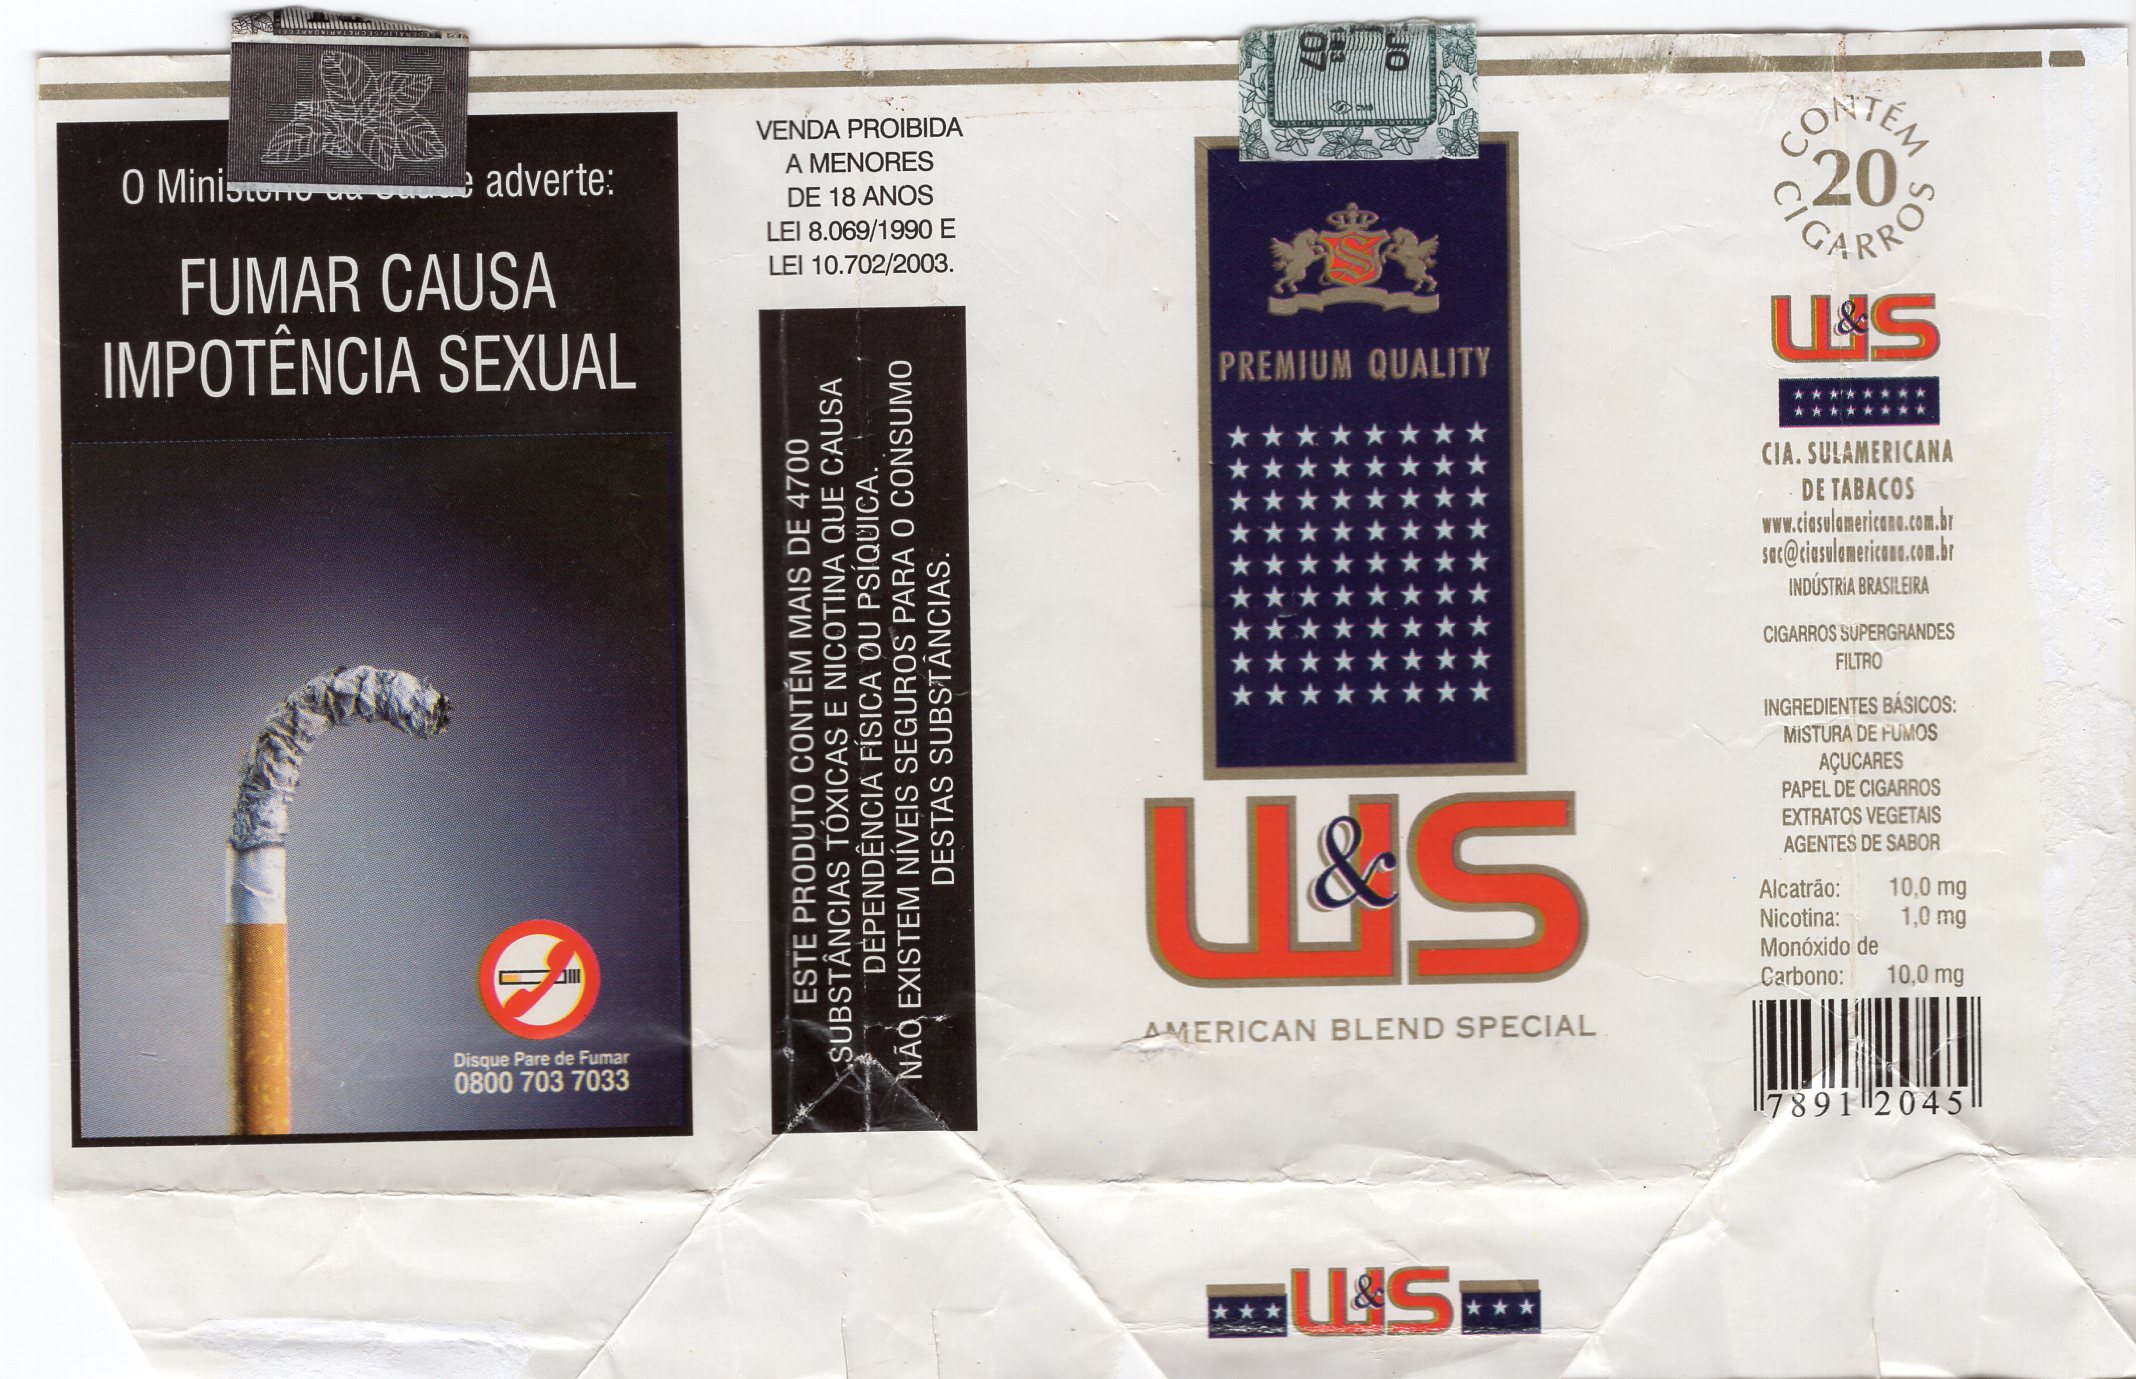 O Ministério da Saúde adverte:
FUMAR CAUSA
IMPOTÊNCIA SEXUAL
Disque Pare de Fumar
0800 703 7033
VENDA PROIBIDA
A MENORES
DE 18 ANOS
LEI 8.069/1990 E
LEI 10.702/2003.
ESTE PRODUTO CONTÉM MAIS DE 4700
SUBSTÂNCIAS TÓXICAS E NICOTINA QUE CAUSA
DEPENDÊNCIA FÍSICA OU PSÍQUICA.
NÃO EXISTEM NÍVEIS SEGUROS PARA O CONSUMO
DESTAS SUBSTÂNCIAS.
07
01
S
PREMIUM QUALITY
W&S
AMERICAN BLEND SPECIAL
W&S
CONTÉM
20
CIGARROS
W&S
CIA. SULAMERICANA
DE TABACOS
www.ciasulamericana.com.br
sac@ciasulamericana.com.br
INDÚSTRIA BRASILEIRA
CIGARROS SUPERGRANDES
FILTRO
INGREDIENTES BÁSICOS:
MISTURA DE FUMOS
AÇUCARES
PAPEL DE CIGARROS
EXTRATOS VEGETAIS
AGENTES DE SABOR
Alcatrão: 10,0 mg
Nicotina: 1,0 mg
Monóxido de
Carbono: 10,0 mg
7891 2045